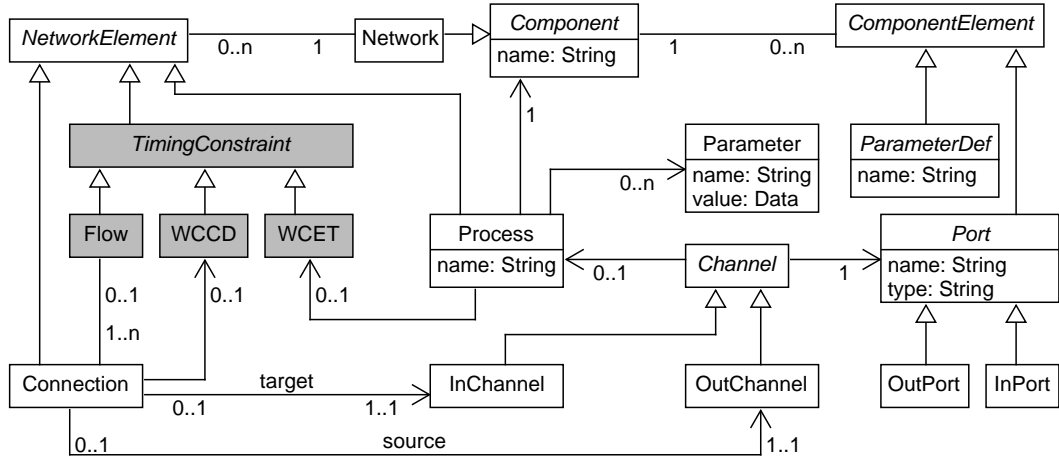 NetworkElement
0..n
1
Network
Component
name: String
1
0..n
ComponentElement
1
TimingConstraint
Parameter
name: String
value: Data
0..n
ParameterDef
name: String
Flow
WCCD
WCET
Process
name: String
0..1
Channel
1
Port
name: String
type: String
0..1
0..1
0..1
1..n
Connection
target
0..1
1..1
InChannel
OutChannel
OutPort
InPort
0..1
source
1..1